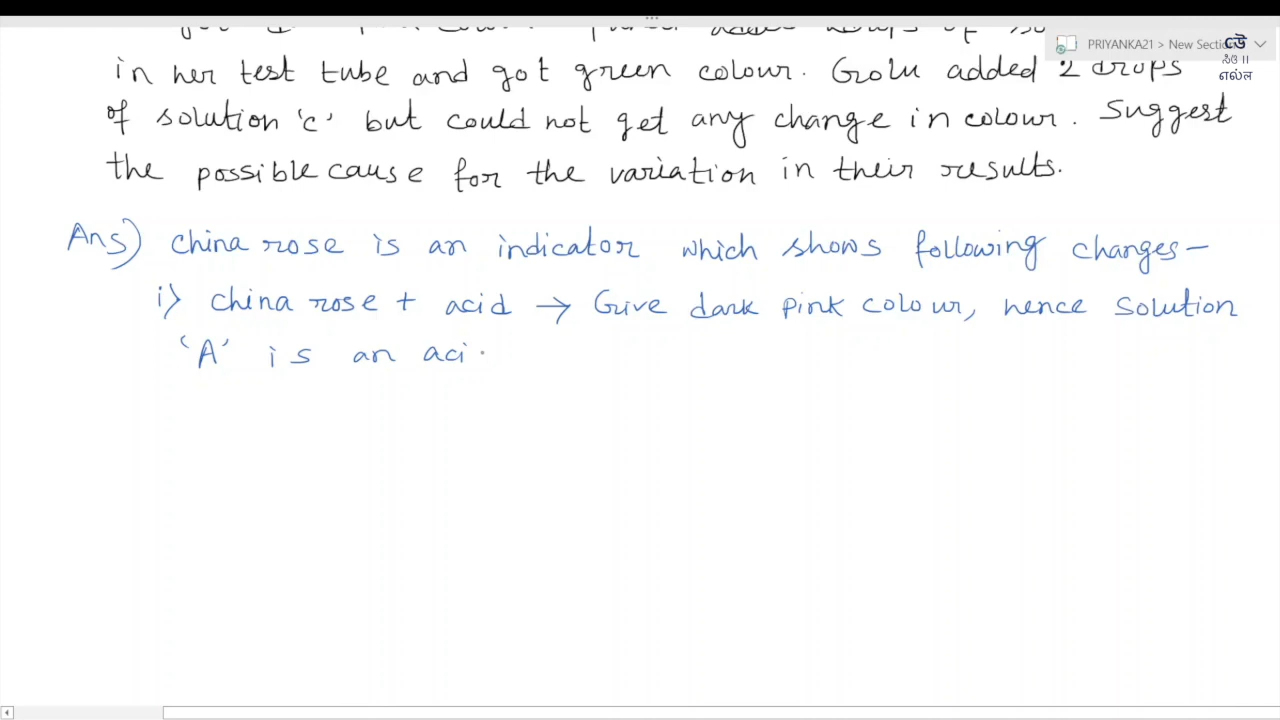 PRIYANKA21 > New Section
in her test tube and got green colour. Golu added 2 drops
of solution 'c' but could not get any change in colour. Suggest
the possible cause for the variation in their results.
Ans) China rose is an indicator which shows following changes-
i) China rose + acid → Give dark pink colour, hence solution
'A' is an aci